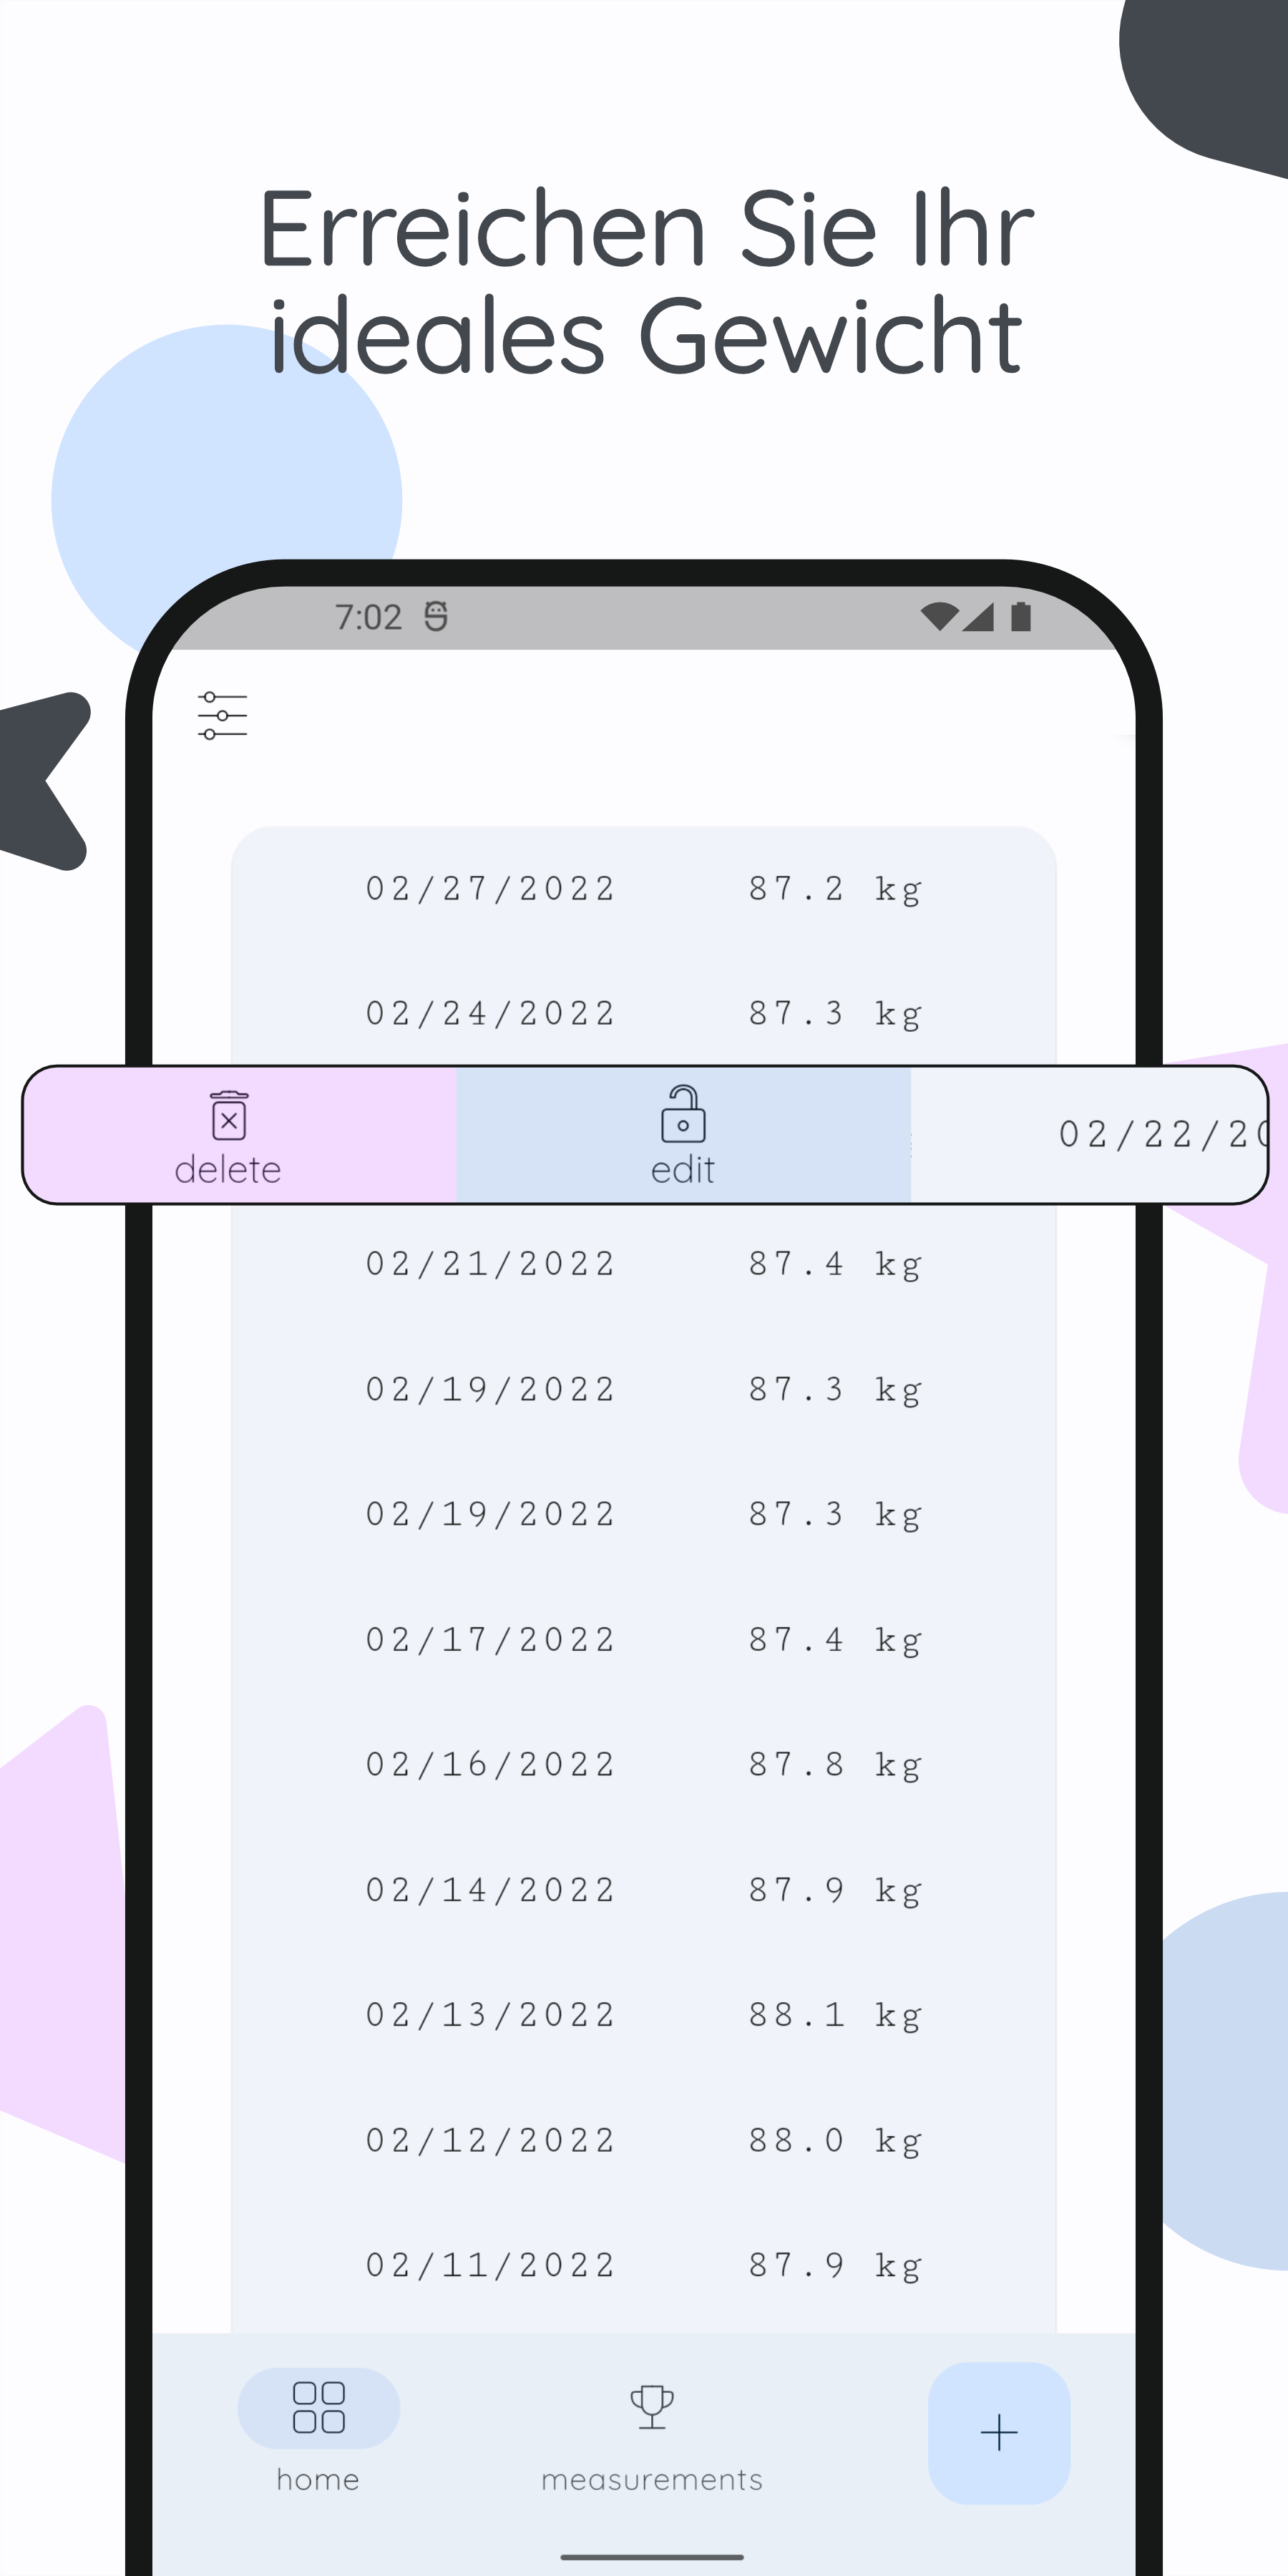 Erreichen Sie Ihr
ideales Gewicht
7:02
02/27/2022 87.2 kg
02/24/2022 87.3 kg
delete edit 02/22/20
02/21/2022 87.4 kg
02/19/2022 87.3 kg
02/19/2022 87.3 kg
02/17/2022 87.4 kg
02/16/2022 87.8 kg
02/14/2022 87.9 kg
02/13/2022 88.1 kg
02/12/2022 88.0 kg
02/11/2022 87.9 kg
home measurements